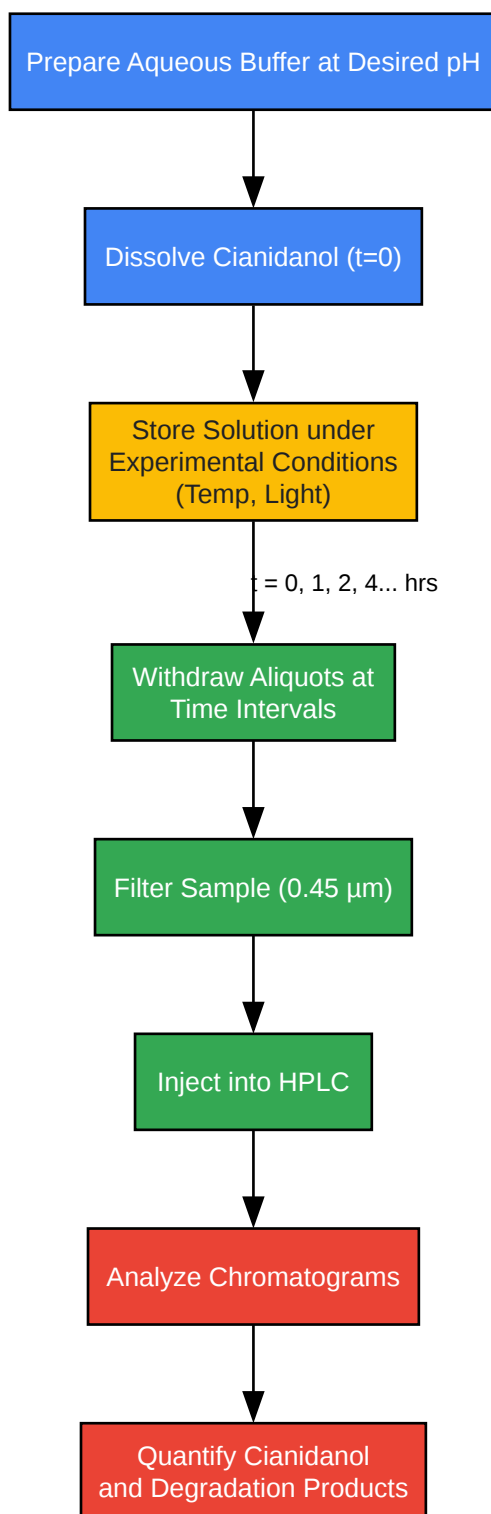 Prepare Aqueous Buffer at Desired pH
Dissolve Cianidanol (t=0)
Store Solution under
Experimental Conditions
(Temp, Light)
t = 0, 1, 2, 4... hrs
Withdraw Aliquots at
Time Intervals
Filter Sample (0.45 µm)
Inject into HPLC
Analyze Chromatograms
Quantify Cianidanol
and Degradation Products